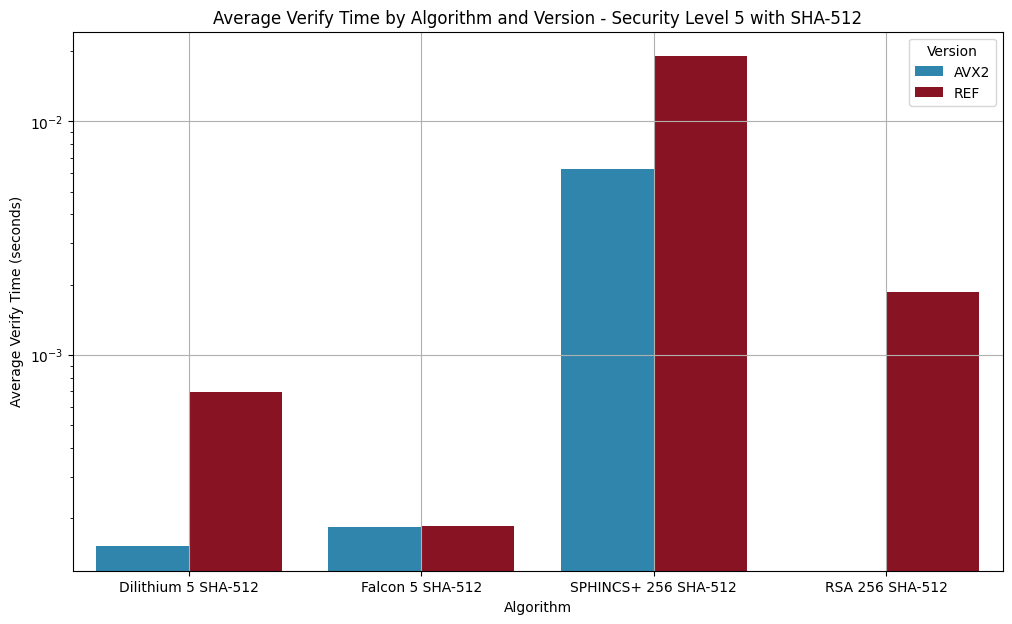 Average Verify Time by Algorithm and Version - Security Level 5 with SHA-512
Version
AVX2
REF
10⁻²
10⁻³
Average Verify Time (seconds)
Dilithium 5 SHA-512
Falcon 5 SHA-512
SPHINCS+ 256 SHA-512
RSA 256 SHA-512
Algorithm